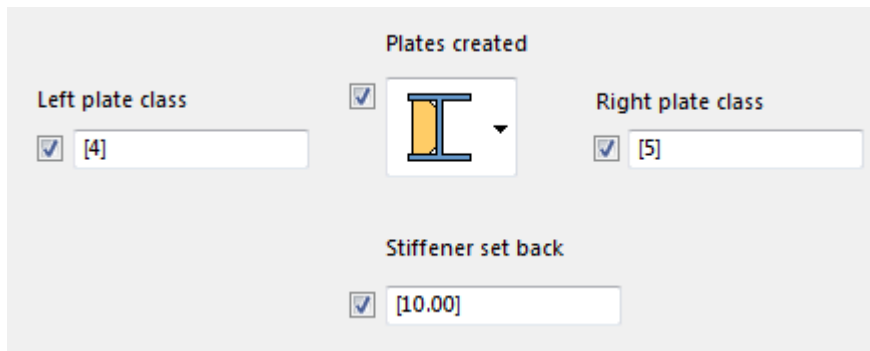 Plates created
Left plate class
Right plate class
[4]
[5]
Stiffener set back
[10.00]